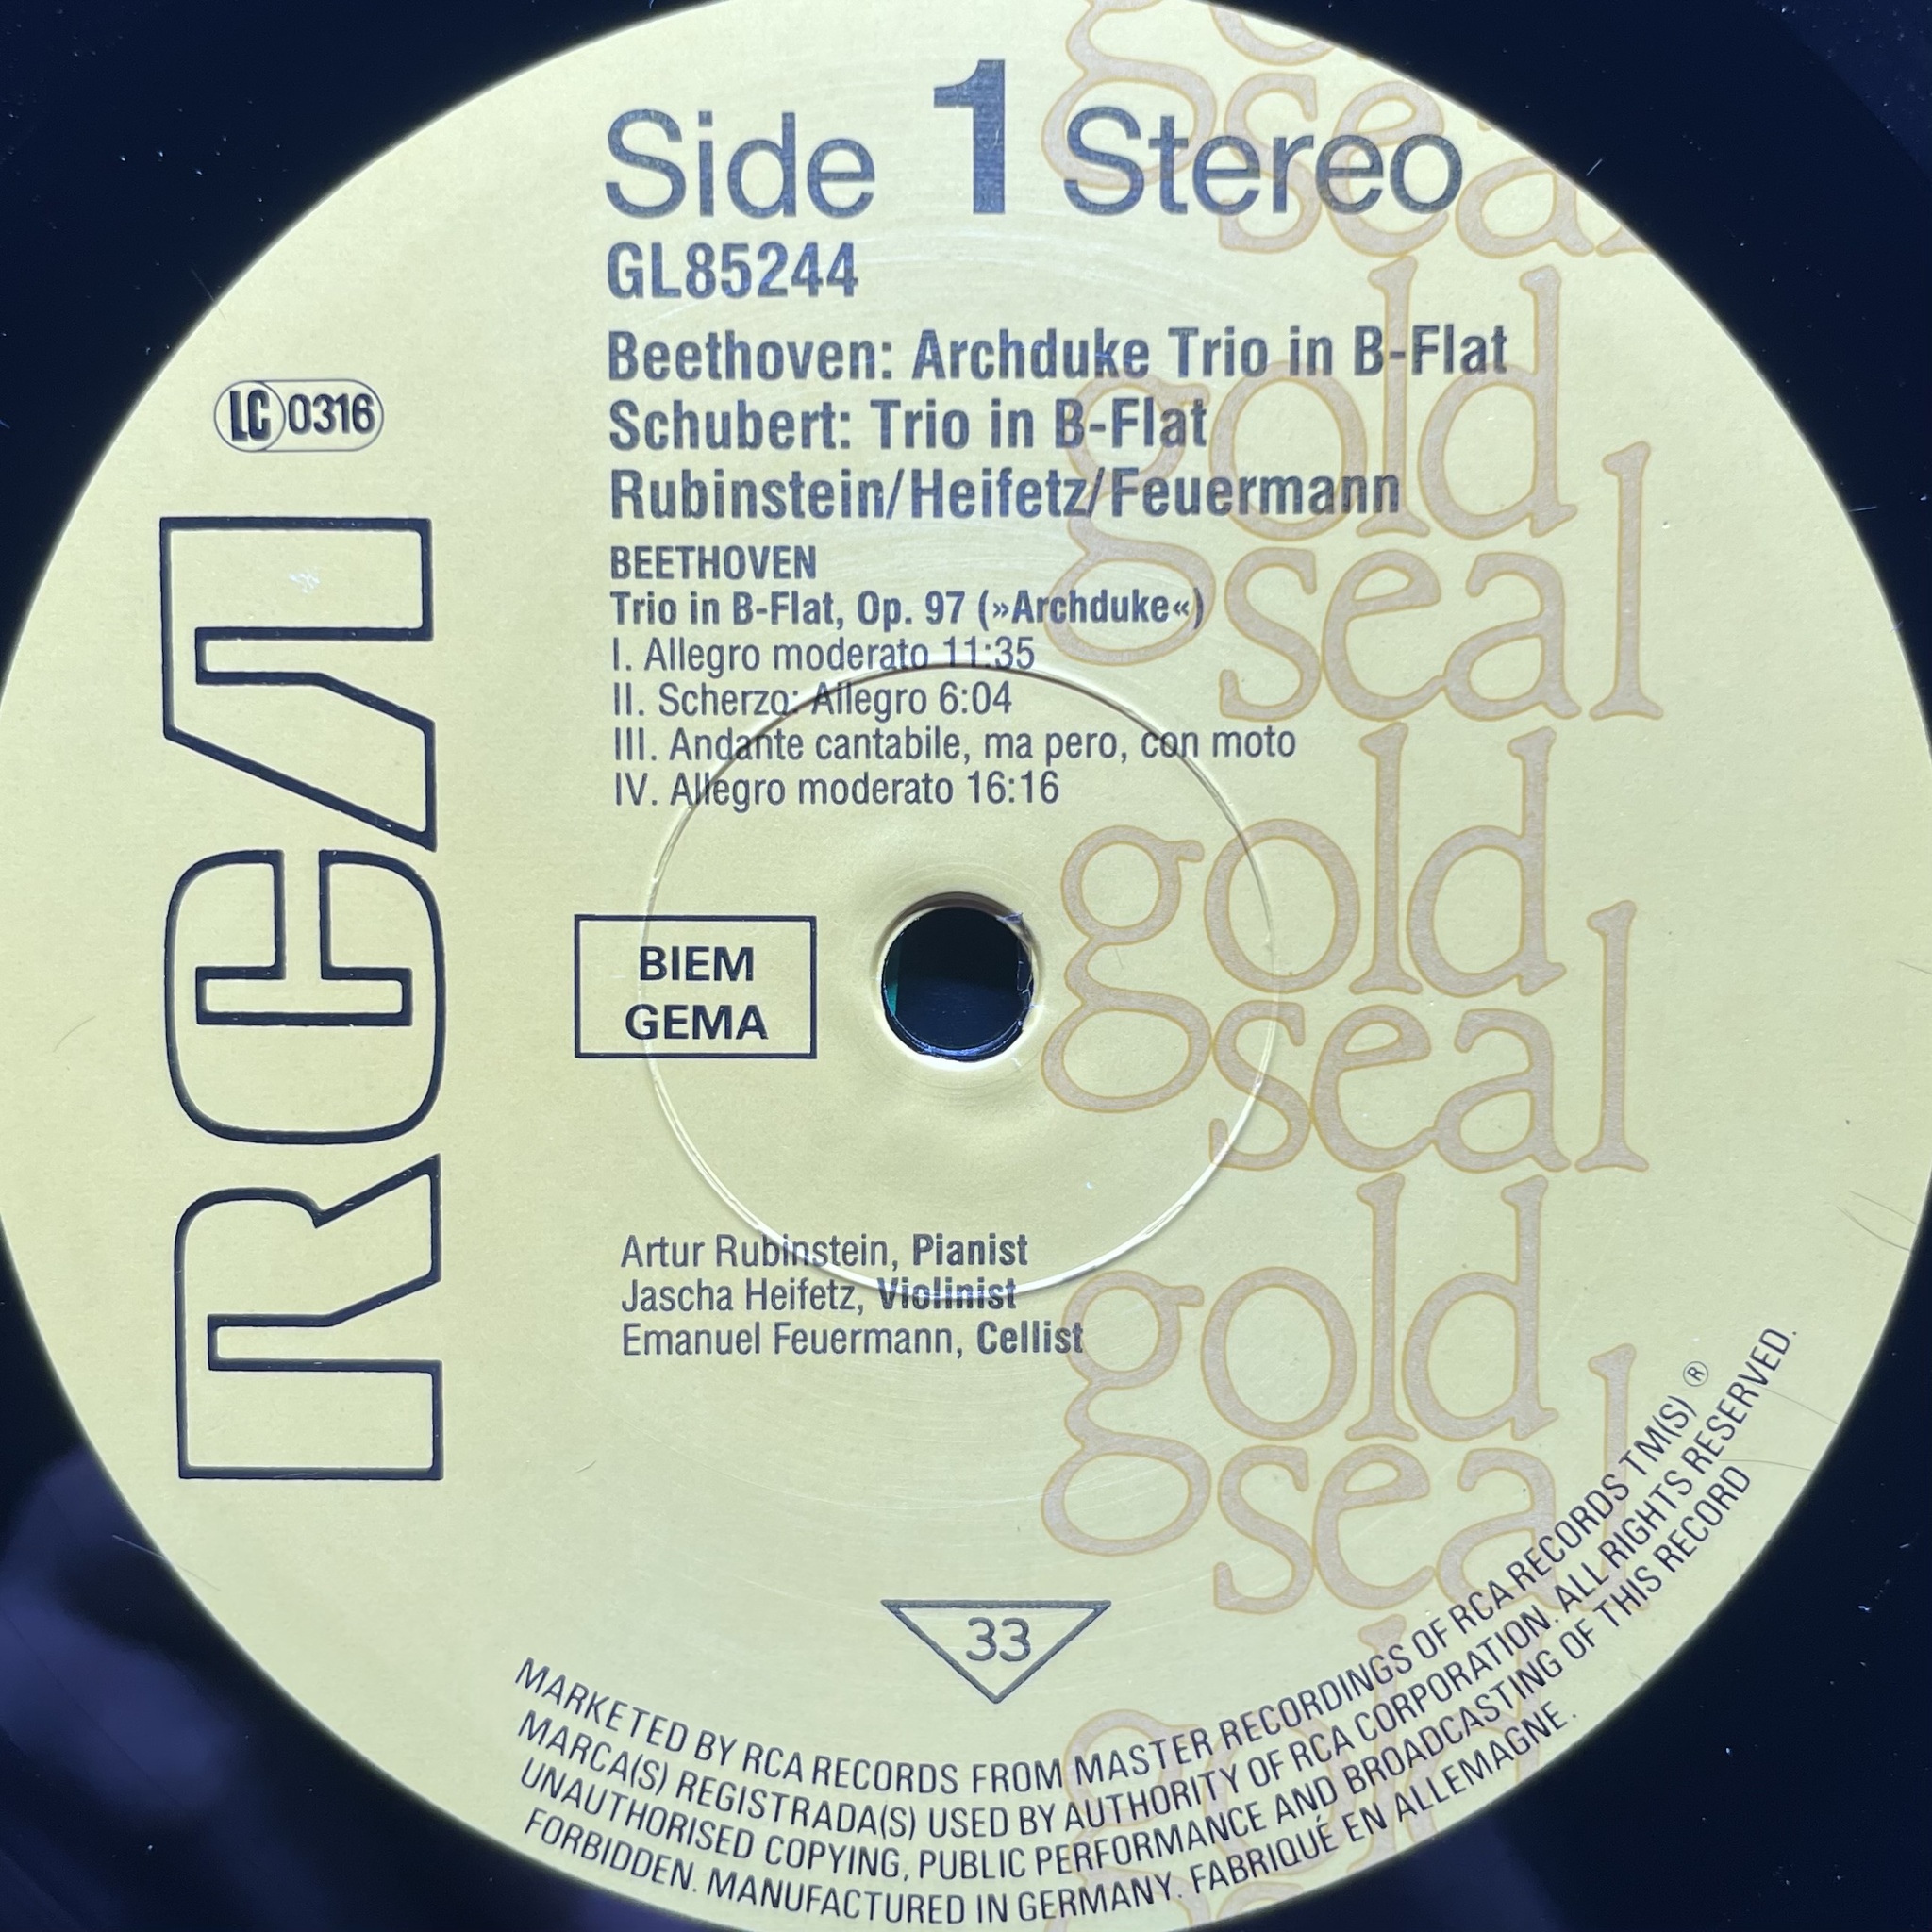 Side 1 Stereo
GL85244
Beethoven: Archduke Trio in B-Flat
Schubert: Trio in B-Flat
Rubinstein/Heifetz/Feuermann
BEETHOVEN
Trio in B-Flat, Op. 97 (»Archduke«)
I. Allegro moderato 11:35
II. Scherzo: Allegro 6:04
III. Andante cantabile, ma pero, con moto
IV. Allegro moderato 16:16
LC 0316
RCA
BIEM
GEMA
Artur Rubinstein, Pianist
Jascha Heifetz, Violinist
Emanuel Feuermann, Cellist
33
MARKETED BY RCA RECORDS FROM MASTER RECORDINGS OF RCA RECORDS TM(S) ®
MARCA(S) REGISTRADA(S) USED BY AUTHORITY OF RCA CORPORATION. ALL RIGHTS RESERVED.
UNAUTHORISED COPYING, PUBLIC PERFORMANCE AND BROADCASTING OF THIS RECORD
FORBIDDEN. MANUFACTURED IN GERMANY. FABRIQUÉ EN ALLEMAGNE.
gold
seal
gold
seal
gold
seal
gold
seal
gold